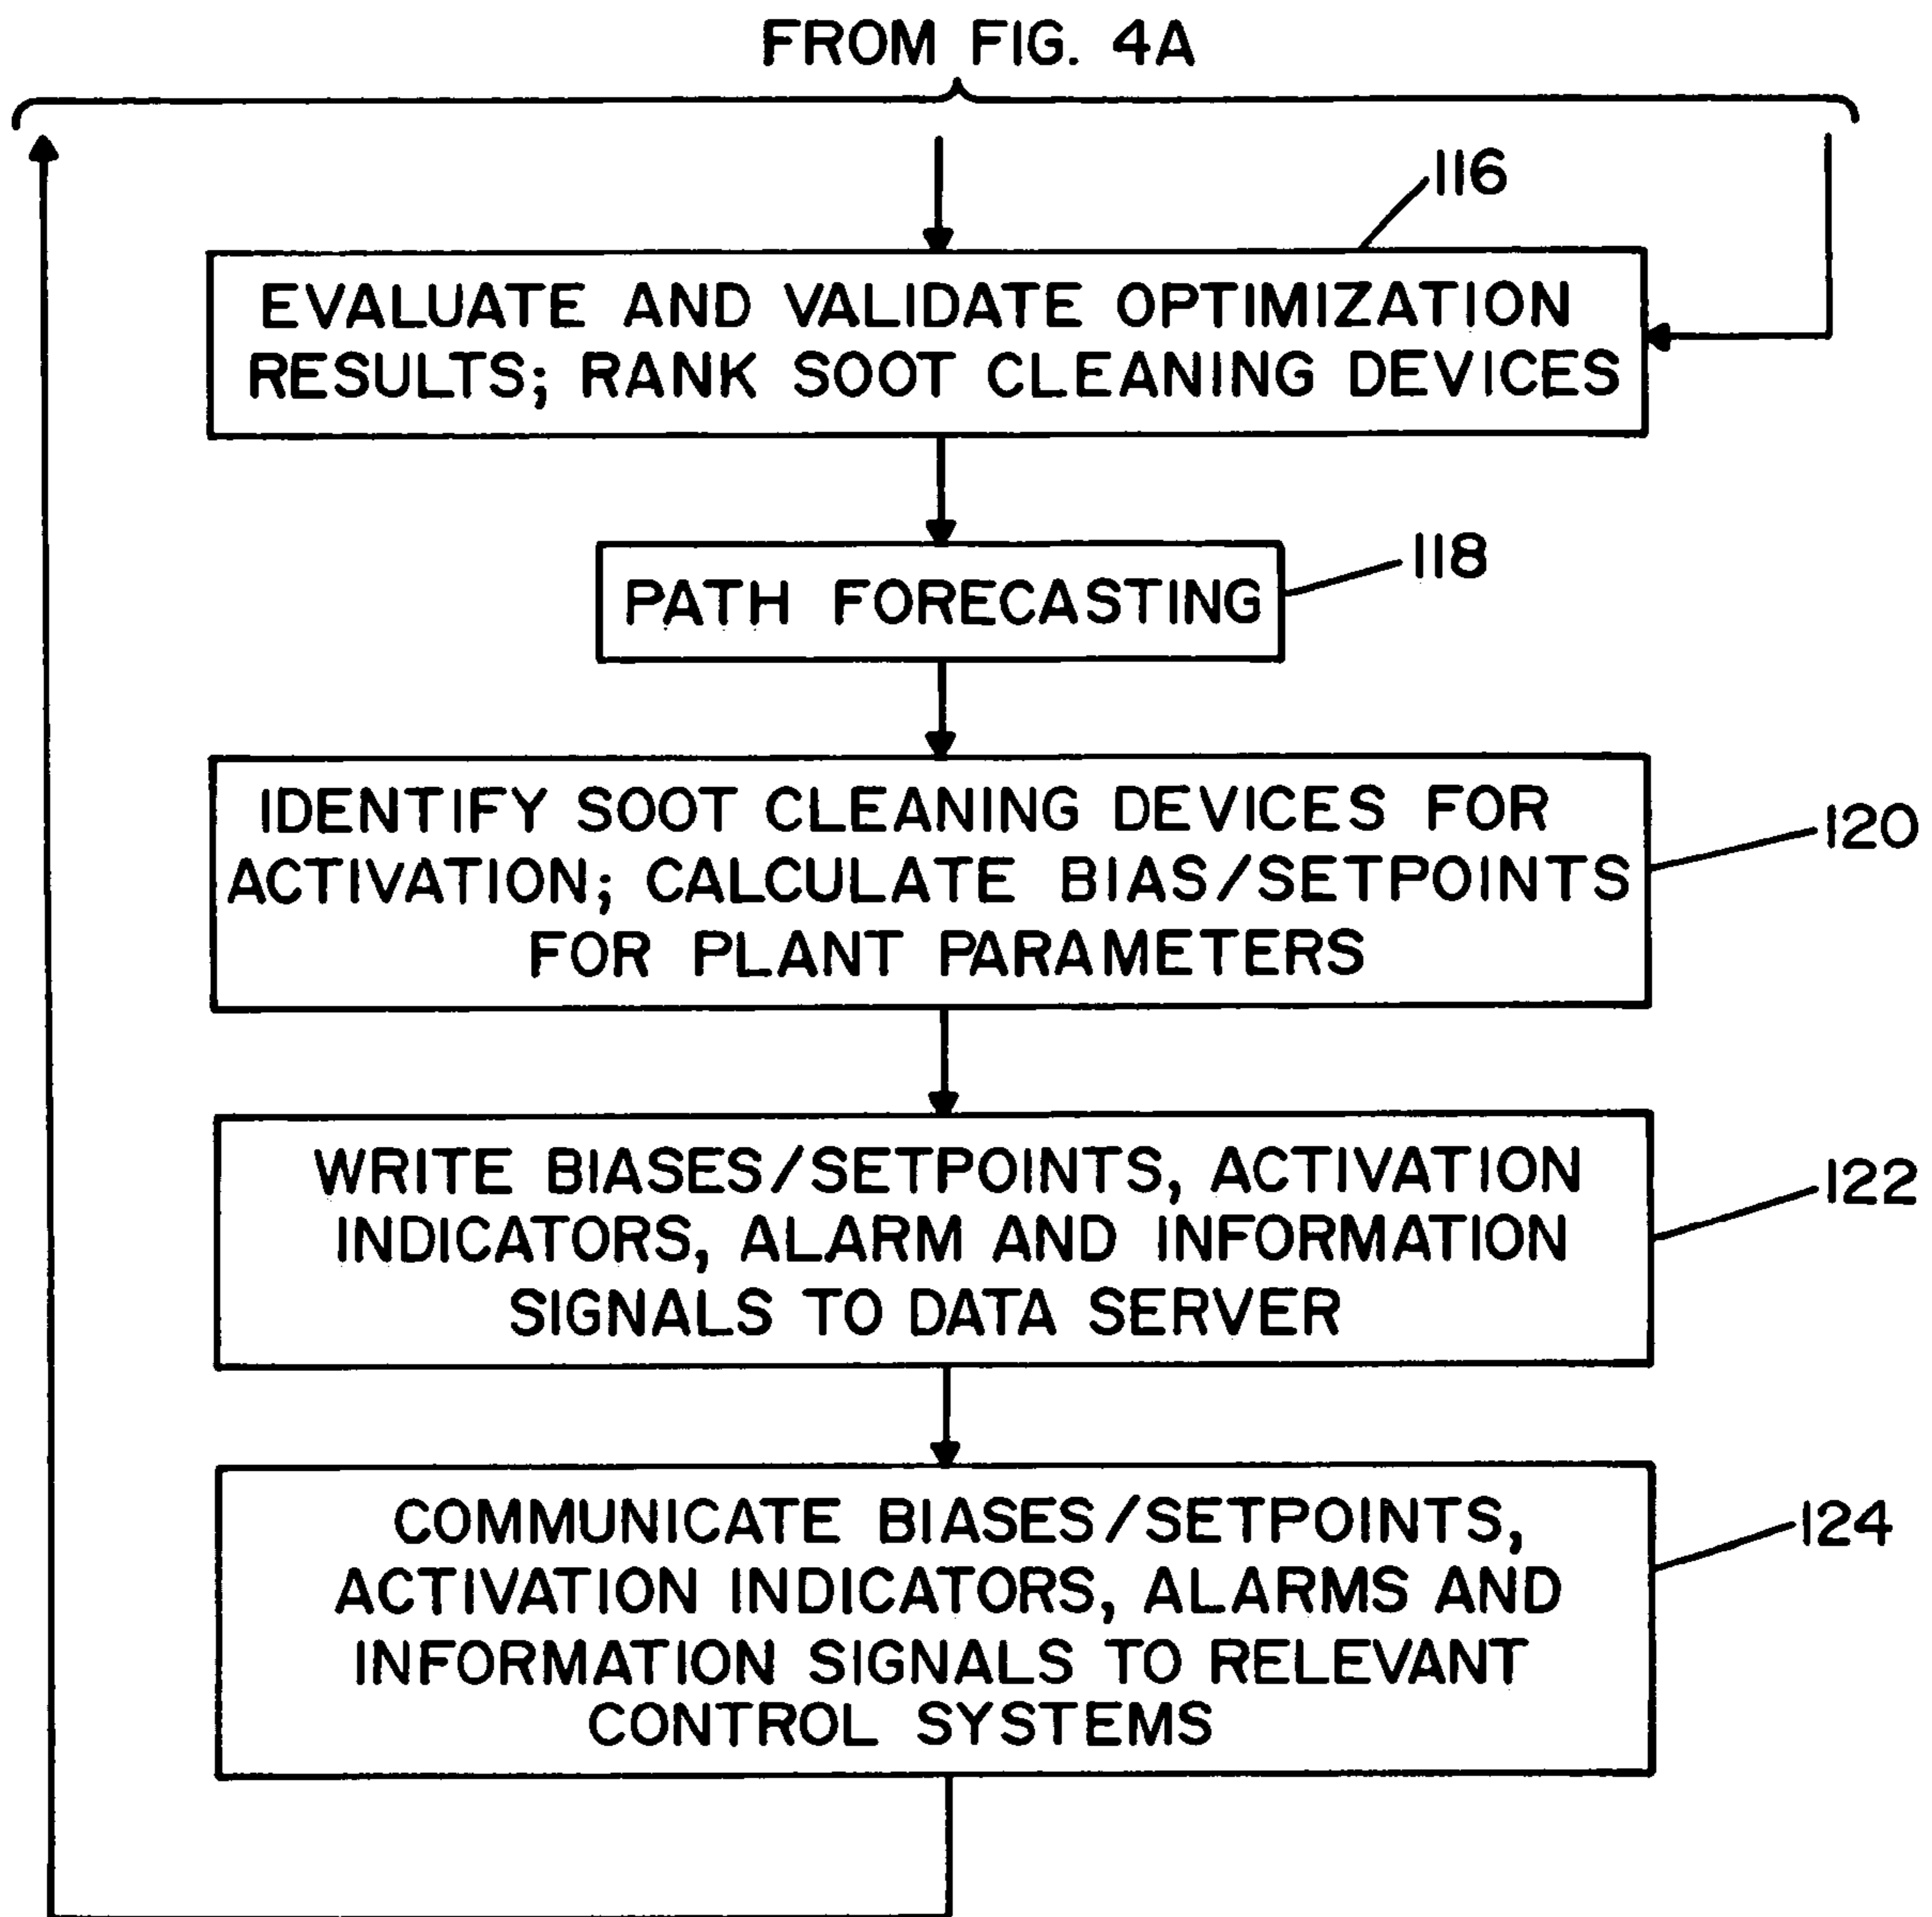 FROM FIG. 4A
116
EVALUATE AND VALIDATE OPTIMIZATION
RESULTS; RANK SOOT CLEANING DEVICES
118
PATH FORECASTING
IDENTIFY SOOT CLEANING DEVICES FOR
ACTIVATION; CALCULATE BIAS/SETPOINTS
FOR PLANT PARAMETERS
120
WRITE BIASES/SETPOINTS, ACTIVATION
INDICATORS, ALARM AND INFORMATION
SIGNALS TO DATA SERVER
122
COMMUNICATE BIASES/SETPOINTS,
ACTIVATION INDICATORS, ALARMS AND
INFORMATION SIGNALS TO RELEVANT
CONTROL SYSTEMS
124